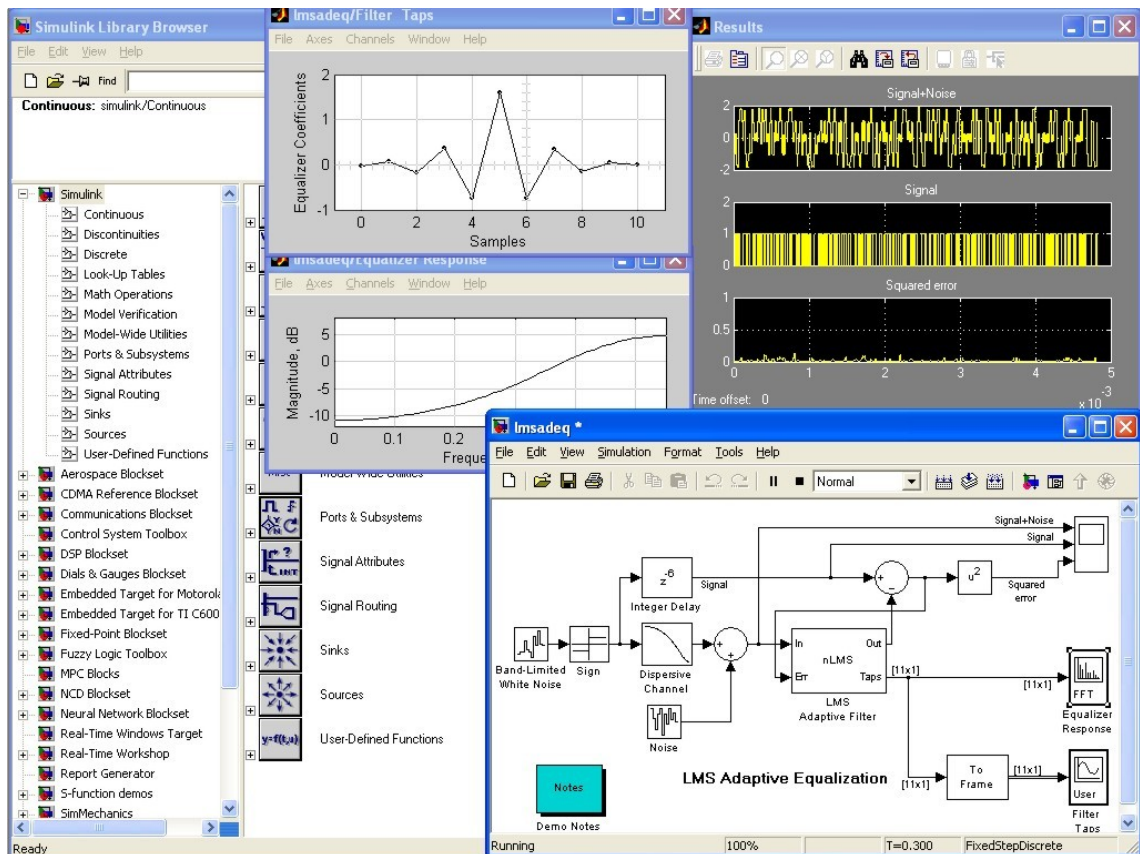 Simulink Library Browser
File Edit View Help
Find
Continuous: simulink/Continuous
Simulink
Continuous
Discontinuities
Discrete
Look-Up Tables
Math Operations
Model Verification
Model-Wide Utilities
Ports & Subsystems
Signal Attributes
Signal Routing
Sinks
Sources
User-Defined Functions
Aerospace Blockset
CDMA Reference Blockset
Communications Blockset
Control System Toolbox
DSP Blockset
Dials & Gauges Blockset
Embedded Target for Motorola
Embedded Target for TI C600
Fixed-Point Blockset
Fuzzy Logic Toolbox
MPC Blocks
NCD Blockset
Neural Network Blockset
Real-Time Windows Target
Real-Time Workshop
Report Generator
S-function demos
SimMechanics
Ready
Model-Wide Utilities
Ports & Subsystems
Signal Attributes
Signal Routing
Sinks
Sources
y=f(t,u) User-Defined Functions
lmsadeq/Filter Taps
File Axes Channels Window Help
Equalizer Coefficients
2
1
0
-1
0 2 4 6 8 10
Samples
lmsadeq/Equalizer Response
File Axes Channels Window Help
Magnitude, dB
5
0
-5
-10
0 0.1 0.2
Freque
Results
Signal+Noise
2
0
-2
Signal
2
1
0
Squared error
1
0.5
0
0 1 2 3 4 5
Time offset: 0
x 10
-3
lmsadeq *
File Edit View Simulation Format Tools Help
Normal
Signal+Noise
Signal
z-6
Signal
Integer Delay
u2
Squared error
Band-Limited White Noise
Sign
Dispersive Channel
Noise
In
Out
nLMS
Err
Taps
[11x1]
LMS Adaptive Filter
[11x1]
FFT
Equalizer Response
LMS Adaptive Equalization
[11x1]
To Frame
[11x1]
User
Filter Taps
Notes
Demo Notes
Running 100% T=0.300 FixedStepDiscrete